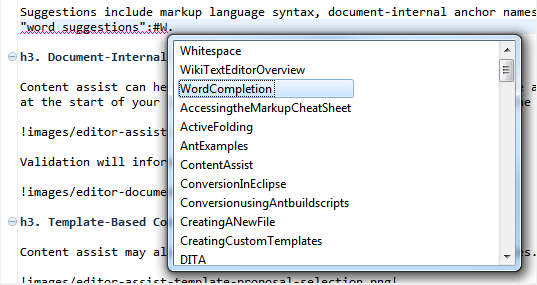 Suggestions include markup language syntax, document-internal anchor names
"word suggestions":#W.
h3. Document-Internal
Content assist can he
at the start of your
!images/editor-assist
Validation will infor
!images/editor-docume
h3. Template-Based Co
Content assist may al
!images/editor-assist-template-proposal-selection.png!
Whitespace
WikiTextEditorOverview
WordCompletion
AccessingtheMarkupCheatSheet
ActiveFolding
AntExamples
ContentAssist
ConversionInEclipse
ConversionusingAntbuildscripts
CreatingANewFile
CreatingCustomTemplates
DITA